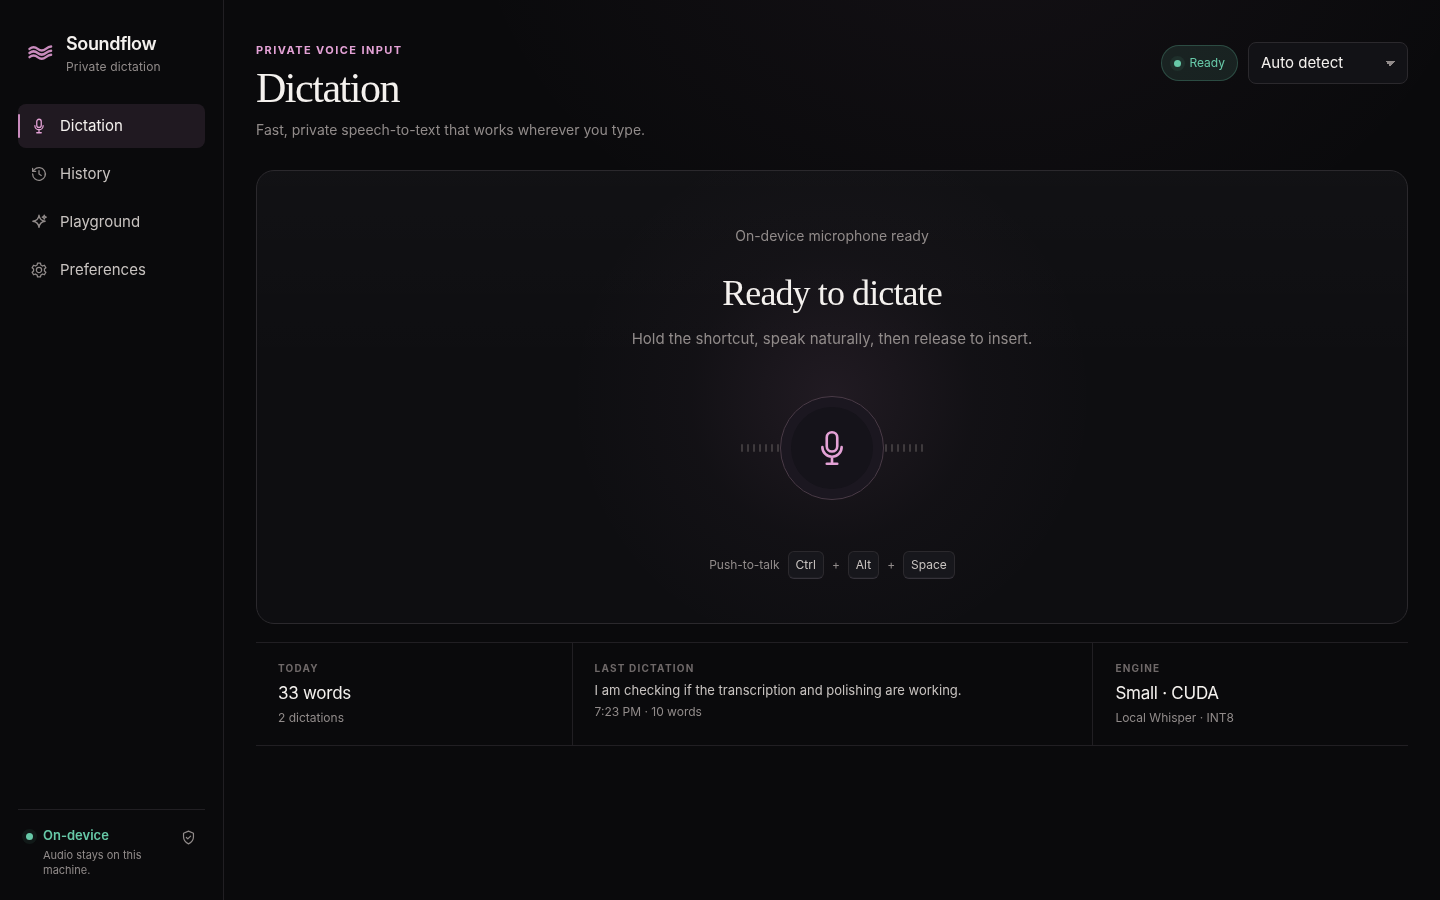 Soundflow
Private dictation
Dictation
History
Playground
Preferences
On-device
Audio stays on this
machine.
PRIVATE VOICE INPUT
Dictation
Fast, private speech-to-text that works wherever you type.
Ready
Auto detect
On-device microphone ready
Ready to dictate
Hold the shortcut, speak naturally, then release to insert.
Push-to-talk Ctrl + Alt + Space
TODAY
33 words
2 dictations
LAST DICTATION
I am checking if the transcription and polishing are working.
7:23 PM · 10 words
ENGINE
Small · CUDA
Local Whisper · INT8